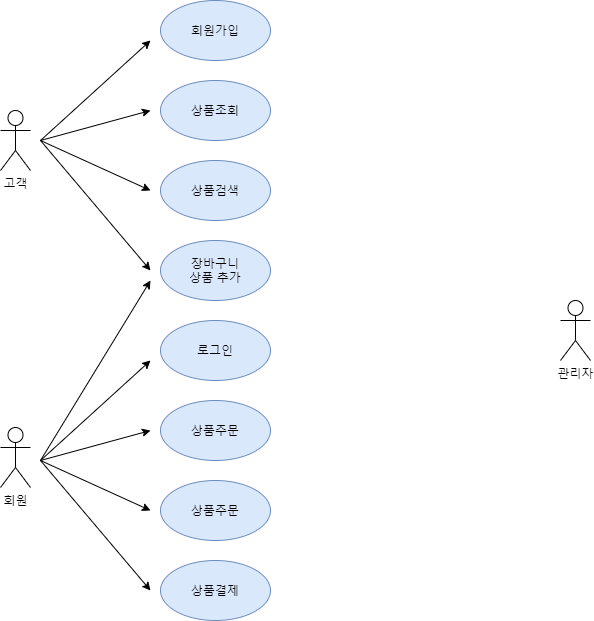 회원가입
상품조회
고객
상품검색
장바구니
상품 추가
로그인
관리자
상품주문
회원
상품주문
상품결제